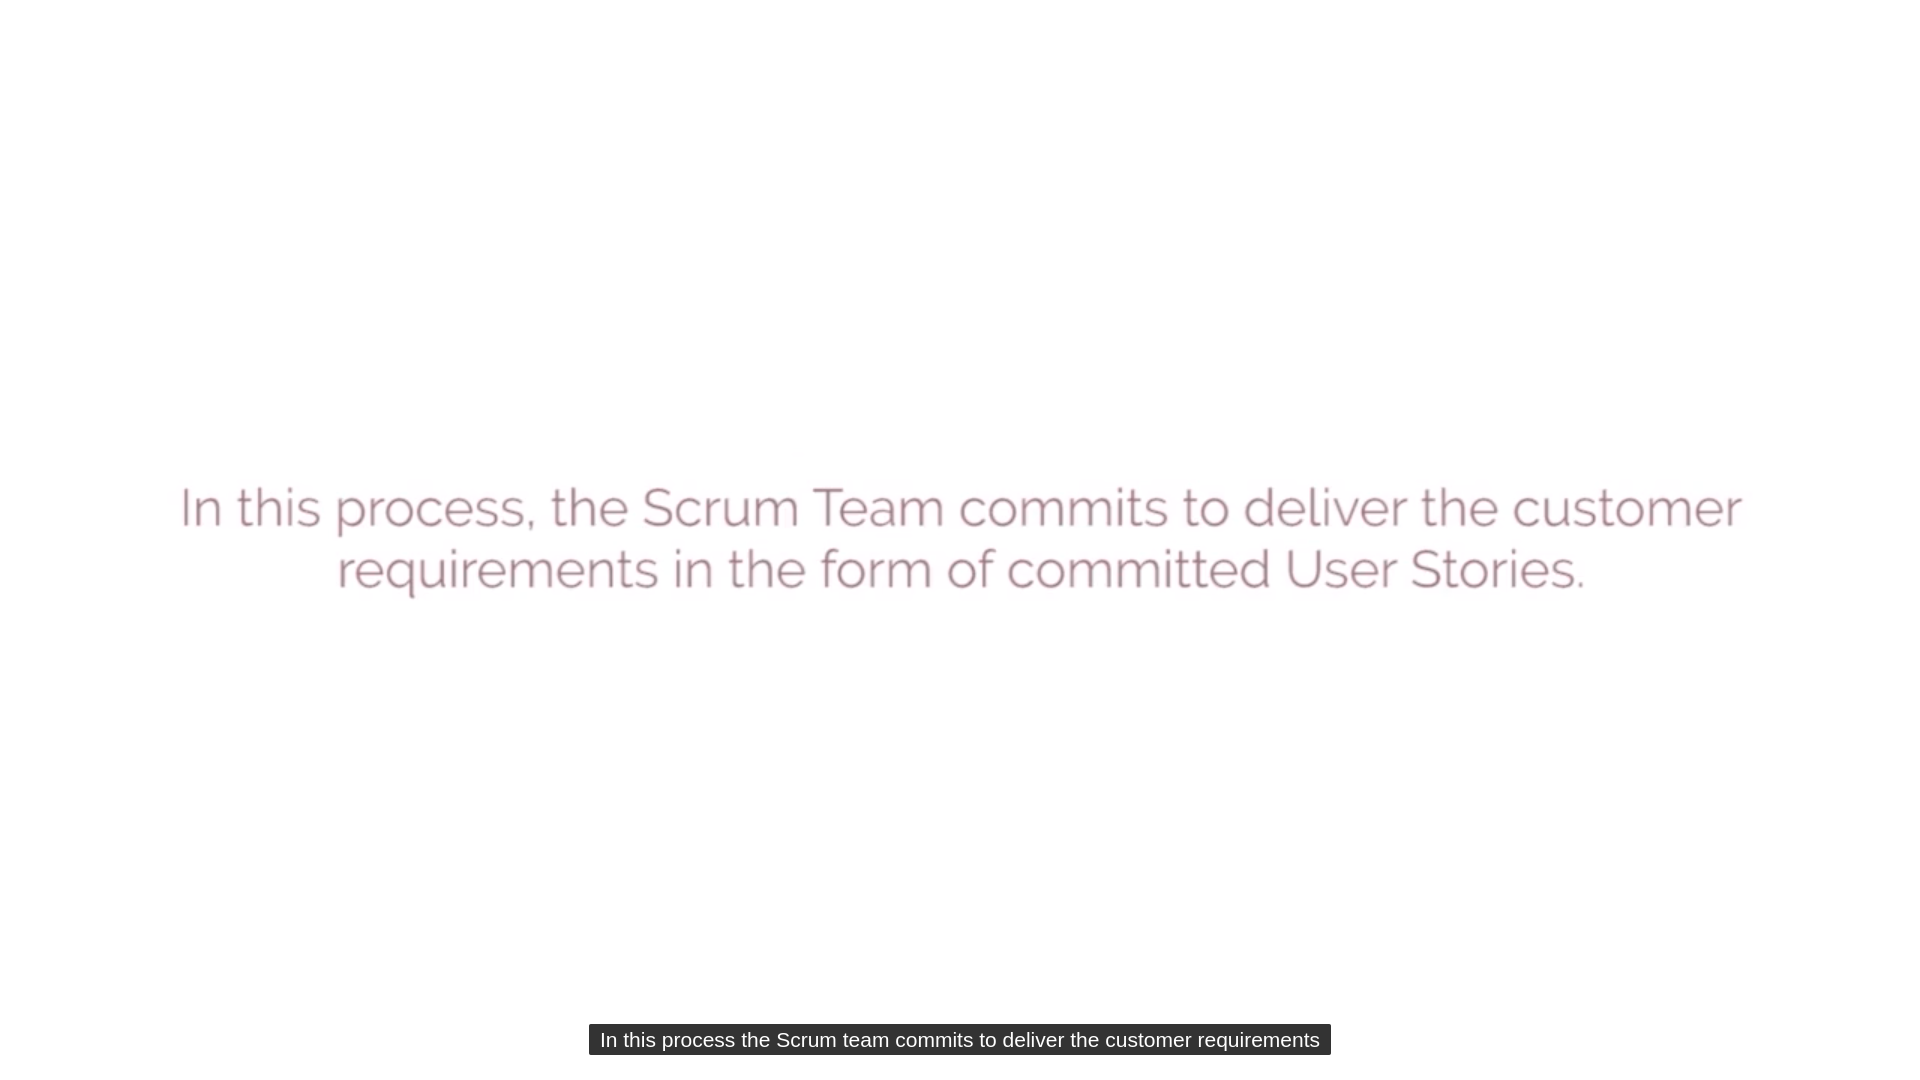 In this process, the Scrum Team commits to deliver the customer
requirements in the form of committed User Stories.
In this process the Scrum team commits to deliver the customer requirements